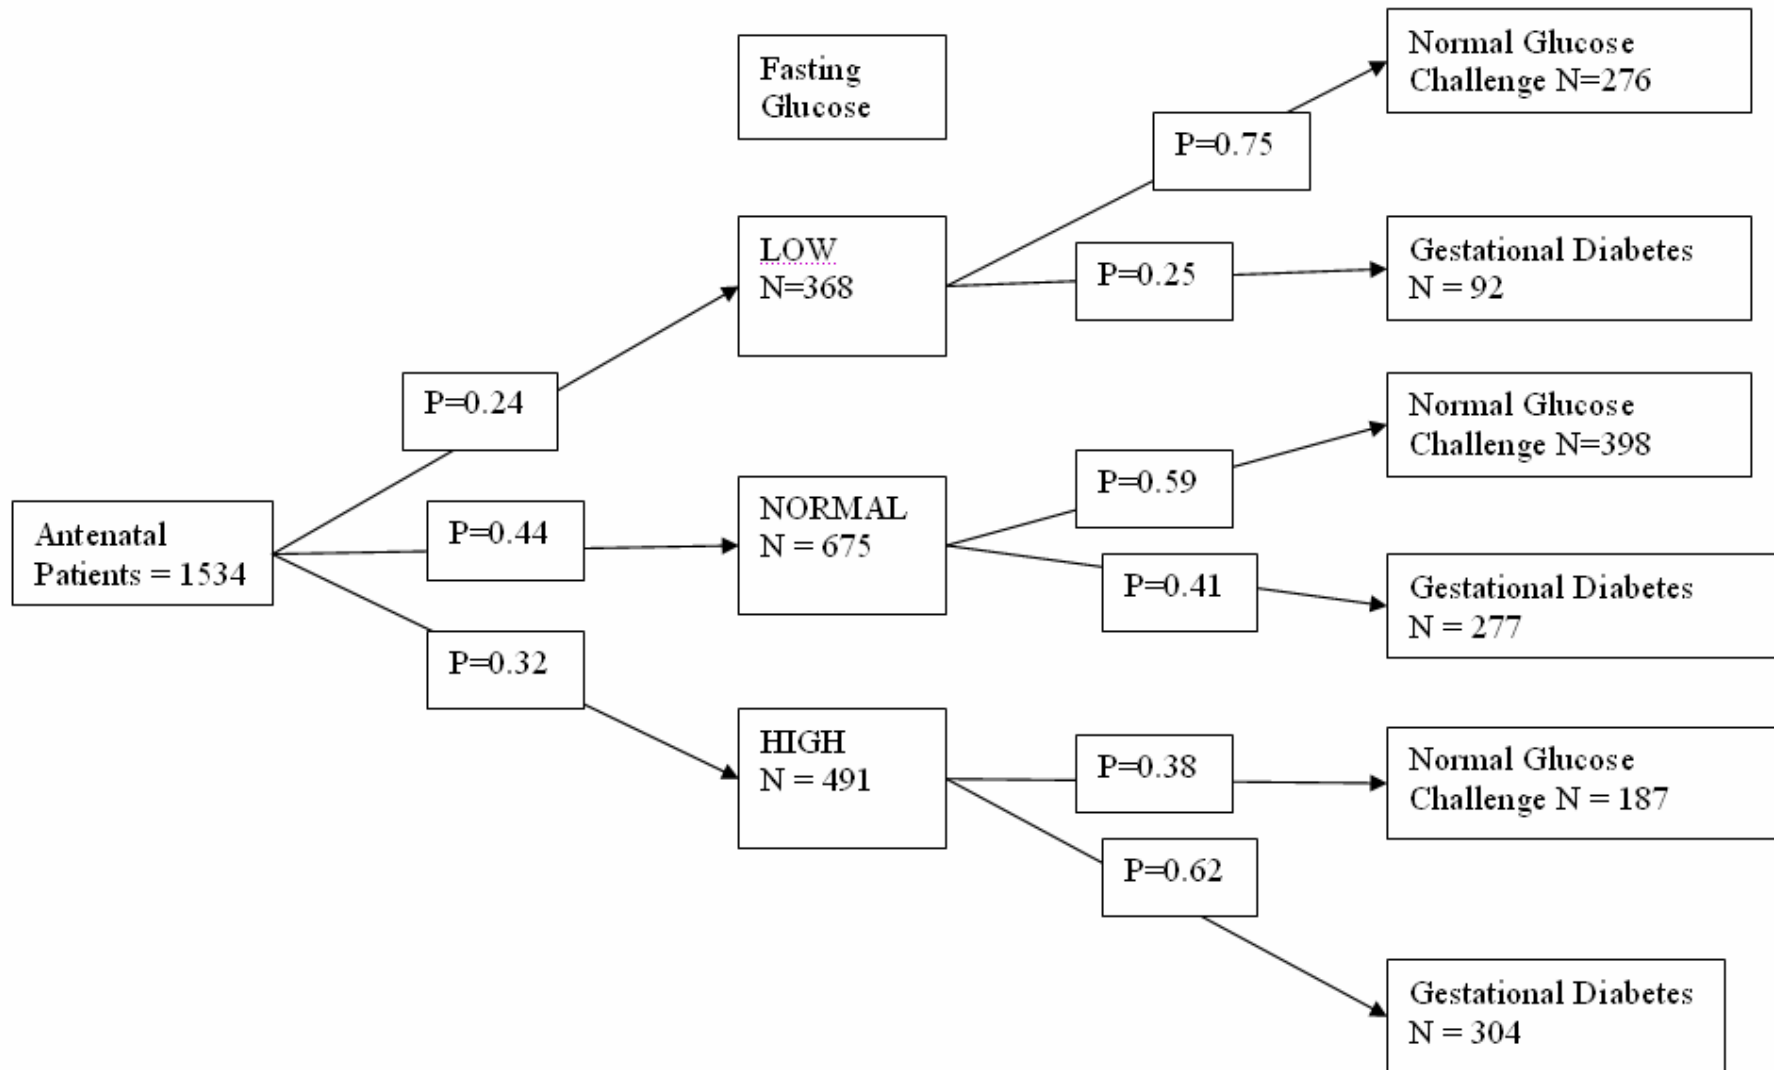 Fasting
Glucose
Normal Glucose
Challenge N=276
P=0.75
LOW
N=368
P=0.25
Gestational Diabetes
N = 92
P=0.24
Normal Glucose
Challenge N=398
P=0.59
Antenatal
Patients = 1534
P=0.44
NORMAL
N = 675
P=0.41
Gestational Diabetes
N = 277
P=0.32
HIGH
N = 491
P=0.38
Normal Glucose
Challenge N = 187
P=0.62
Gestational Diabetes
N = 304